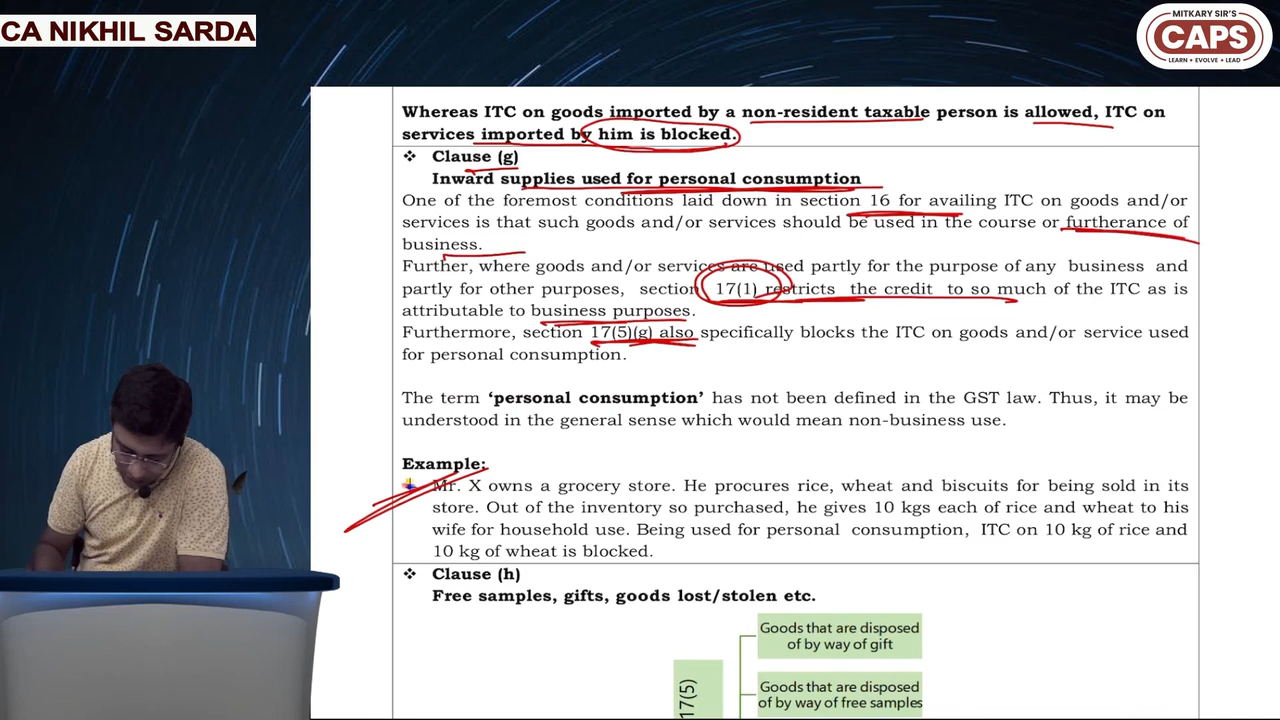 CA NIKHIL SARDA
MITKARY SIR'S
CAPS
LEARN • EVOLVE • LEAD
Whereas ITC on goods imported by a non-resident taxable person is allowed, ITC on
services imported by him is blocked.
❖ Clause (g)
Inward supplies used for personal consumption
One of the foremost conditions laid down in section 16 for availing ITC on goods and/or
services is that such goods and/or services should be used in the course or furtherance of
business.
Further, where goods and/or services are used partly for the purpose of any business and
partly for other purposes, section 17(1) restricts the credit to so much of the ITC as is
attributable to business purposes.
Furthermore, section 17(5)(g) also specifically blocks the ITC on goods and/or service used
for personal consumption.
The term ‘personal consumption’ has not been defined in the GST law. Thus, it may be
understood in the general sense which would mean non-business use.
Example:
Mr. X owns a grocery store. He procures rice, wheat and biscuits for being sold in its
store. Out of the inventory so purchased, he gives 10 kgs each of rice and wheat to his
wife for household use. Being used for personal consumption, ITC on 10 kg of rice and
10 kg of wheat is blocked.
❖ Clause (h)
Free samples, gifts, goods lost/stolen etc.
Goods that are disposed
of by way of gift
Goods that are disposed
of by way of free samples
17(5)